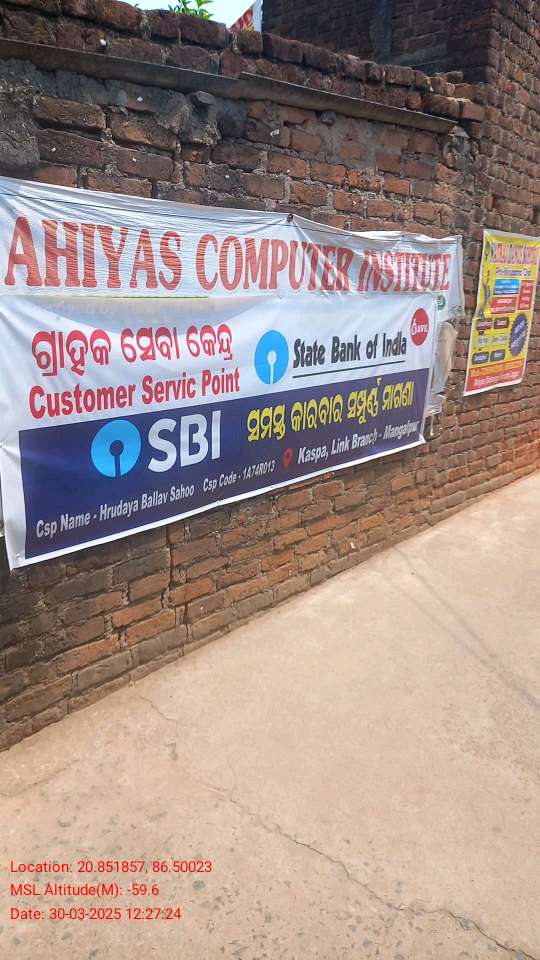 AHIYAS COMPUTER INSTITUTE
ଗ୍ରାହକ ସେବା କେନ୍ଦ୍ର
Customer Servic Point
State Bank of India
SBI
ସମସ୍ତ କାରବାର ସମ୍ପୂର୍ଣ୍ଣ ମାଗଣା
Kaspa, Link Branch - Mangalpur
Csp Name - Hrudaya Ballav Sahoo Csp Code - 1A74R013
Location: 20.851857, 86.50023
MSL Altitude(M): -59.6
Date: 30-03-2025 12:27:24